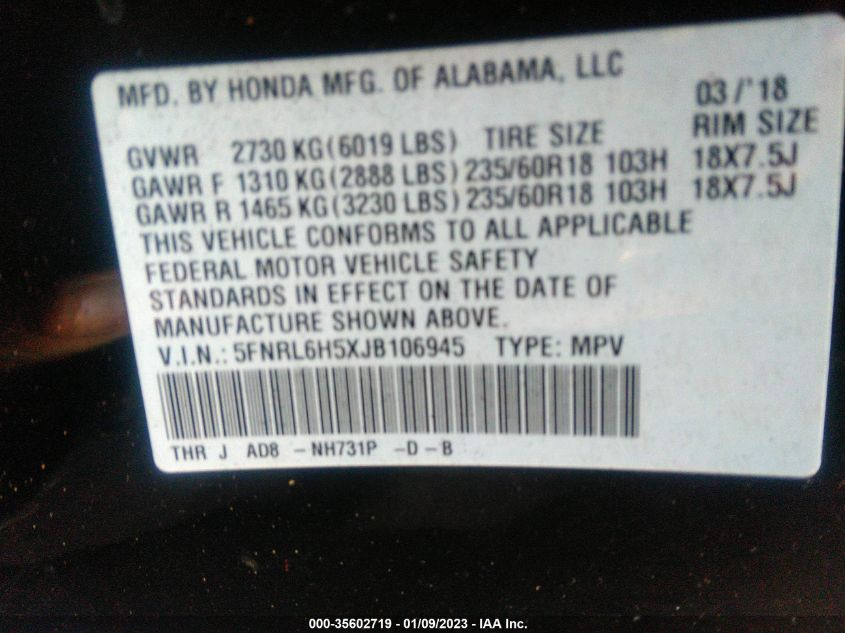 MFD. BY HONDA MFG. OF ALABAMA, LLC 03/'18
GVWR 2730 KG(6019 LBS) TIRE SIZE RIM SIZE
GAWR F 1310 KG(2888 LBS) 235/60R18 103H 18X7.5J
GAWR R 1465 KG(3230 LBS) 235/60R18 103H 18X7.5J
THIS VEHICLE CONFORMS TO ALL APPLICABLE
FEDERAL MOTOR VEHICLE SAFETY
STANDARDS IN EFFECT ON THE DATE OF
MANUFACTURE SHOWN ABOVE.
V.I.N.: 5FNRL6H5XJB106945 TYPE: MPV
THR J AD8 -NH731P -D-B
000-35602719 - 01/09/2023 - IAA Inc.